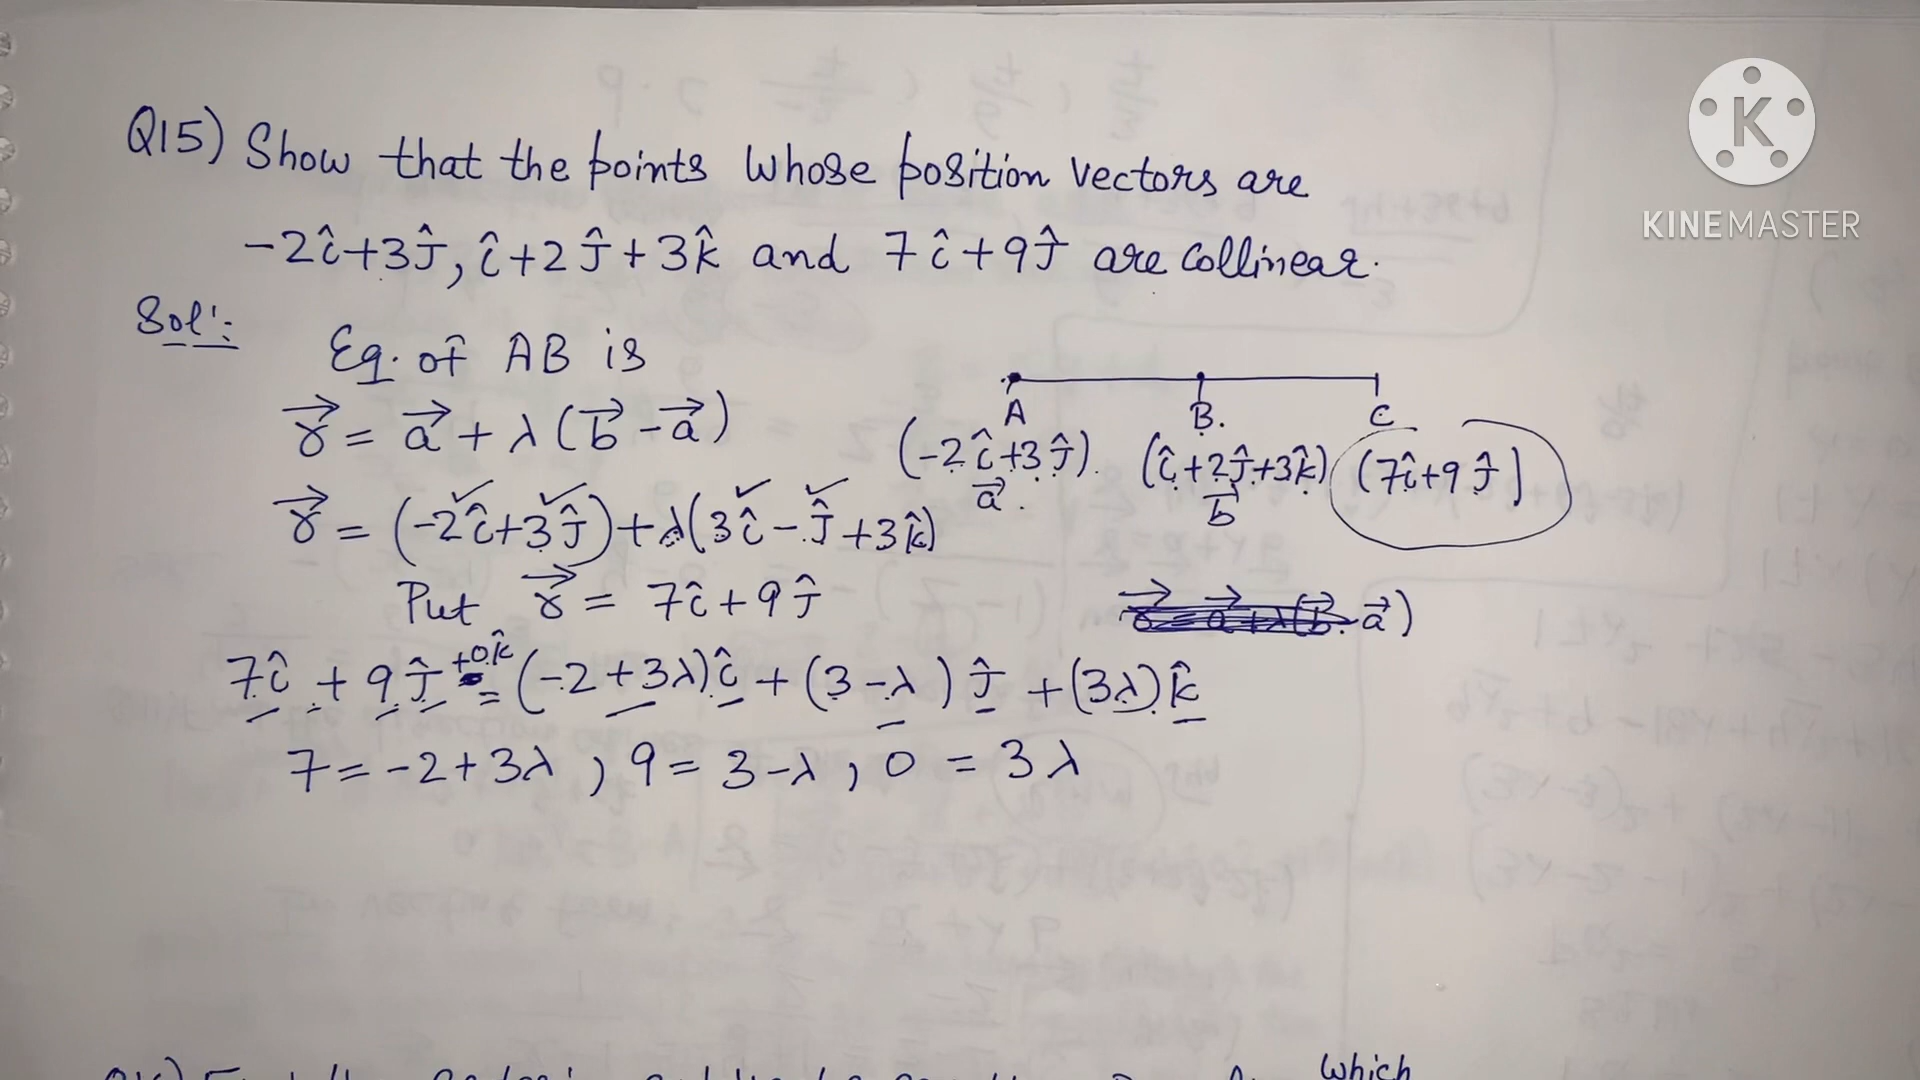 Q15) Show that the points whose position vectors are
-2î+3ĵ, î+2ĵ+3k̂ and 7î+9ĵ are collinear.
Sol':
Eq. of AB is
r⃗ = a⃗ + λ(b⃗ - a⃗)
A B. C
(-2î+3ĵ). (î+2ĵ+3k̂) (7î+9ĵ)
a⃗. b⃗
r⃗ = (-2î+3ĵ)+λ(3î-ĵ+3k̂)
Put r⃗ = 7î+9ĵ
r⃗ = a⃗+λ(b⃗-a⃗)
7î + 9ĵ +0k̂ = (-2+3λ)î + (3-λ)ĵ + (3λ)k̂
7 = -2+3λ , 9 = 3-λ , 0 = 3λ
which
K
KINEMASTER